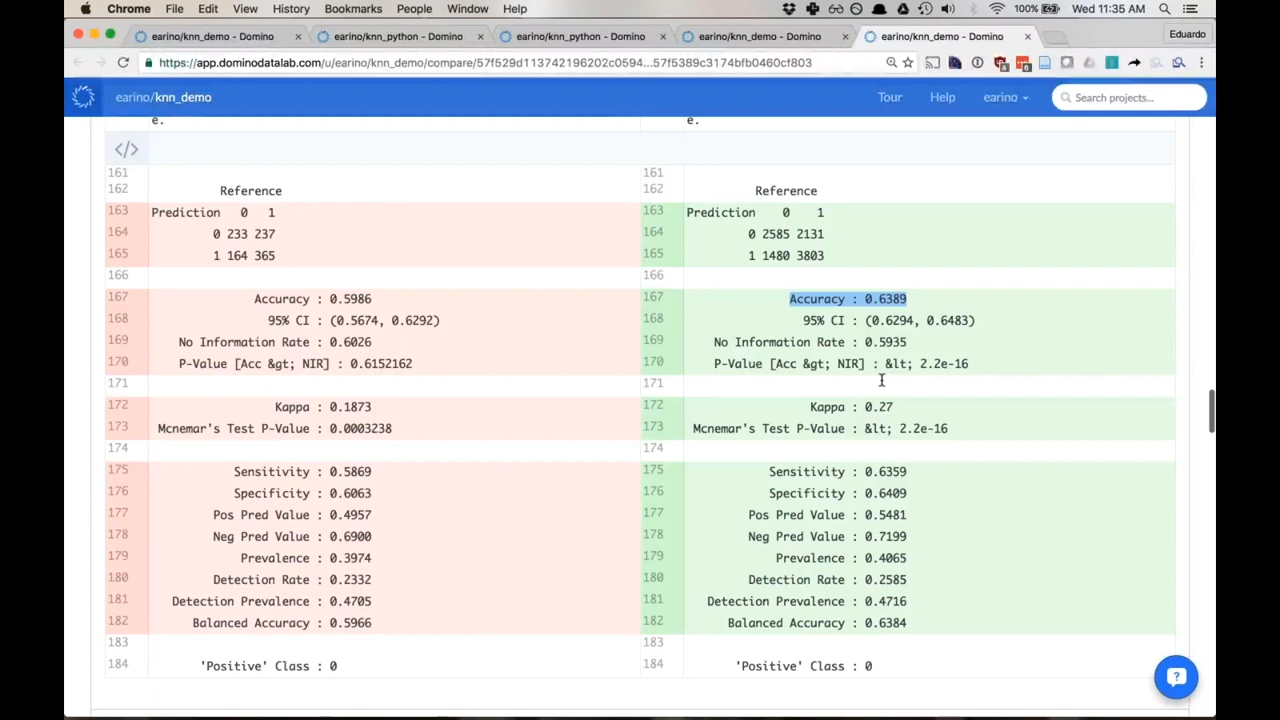 Chrome File Edit View History Bookmarks People Window Help 100% Wed 11:35 AM
earino/knn_demo - Domino × earino/knn_python - Domino × earino/knn_python - Domino × earino/knn_demo - Domino × earino/knn_demo - Domino × Eduardo
https://app.dominodatalab.com/u/earino/knn_demo/compare/57f529d113742196202c0594...57f5389c3174bfb0460cf803
earino/knn_demo Tour Help earino Search projects...
e. e.
</>
161 161
162 Reference 162 Reference
163 Prediction 0 1 163 Prediction 0 1
164 0 233 237 164 0 2585 2131
165 1 164 365 165 1 1480 3803
166 166
167 Accuracy : 0.5986 167 Accuracy : 0.6389
168 95% CI : (0.5674, 0.6292) 168 95% CI : (0.6294, 0.6483)
169 No Information Rate : 0.6026 169 No Information Rate : 0.5935
170 P-Value [Acc &gt; NIR] : 0.6152162 170 P-Value [Acc &gt; NIR] : &lt; 2.2e-16
171 171
172 Kappa : 0.1873 172 Kappa : 0.27
173 Mcnemar's Test P-Value : 0.0003238 173 Mcnemar's Test P-Value : &lt; 2.2e-16
174 174
175 Sensitivity : 0.5869 175 Sensitivity : 0.6359
176 Specificity : 0.6063 176 Specificity : 0.6409
177 Pos Pred Value : 0.4957 177 Pos Pred Value : 0.5481
178 Neg Pred Value : 0.6900 178 Neg Pred Value : 0.7199
179 Prevalence : 0.3974 179 Prevalence : 0.4065
180 Detection Rate : 0.2332 180 Detection Rate : 0.2585
181 Detection Prevalence : 0.4705 181 Detection Prevalence : 0.4716
182 Balanced Accuracy : 0.5966 182 Balanced Accuracy : 0.6384
183 183
184 'Positive' Class : 0 184 'Positive' Class : 0